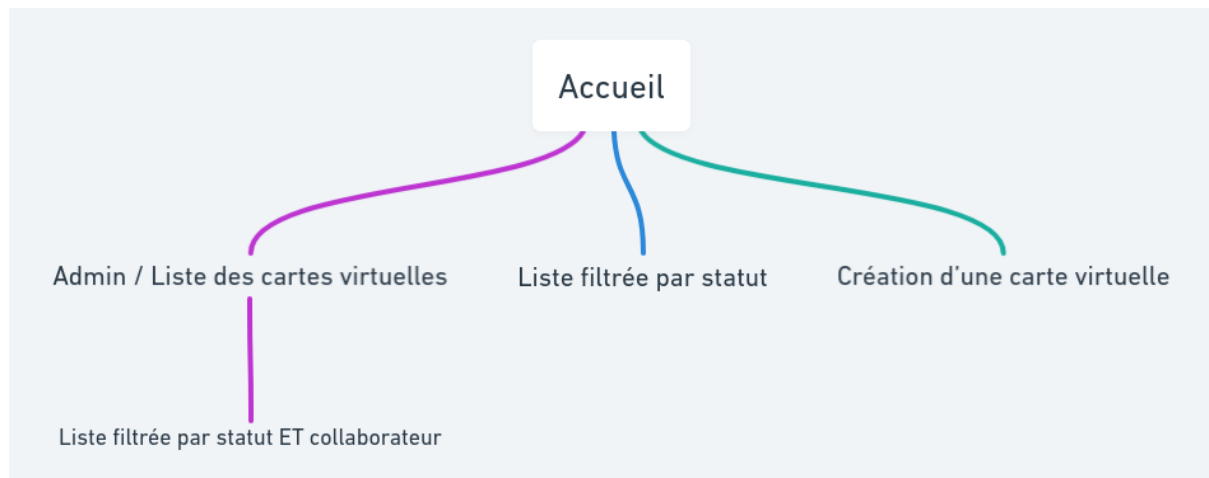 Accueil
Admin / Liste des cartes virtuelles
Liste filtrée par statut
Création d’une carte virtuelle
Liste filtrée par statut ET collaborateur